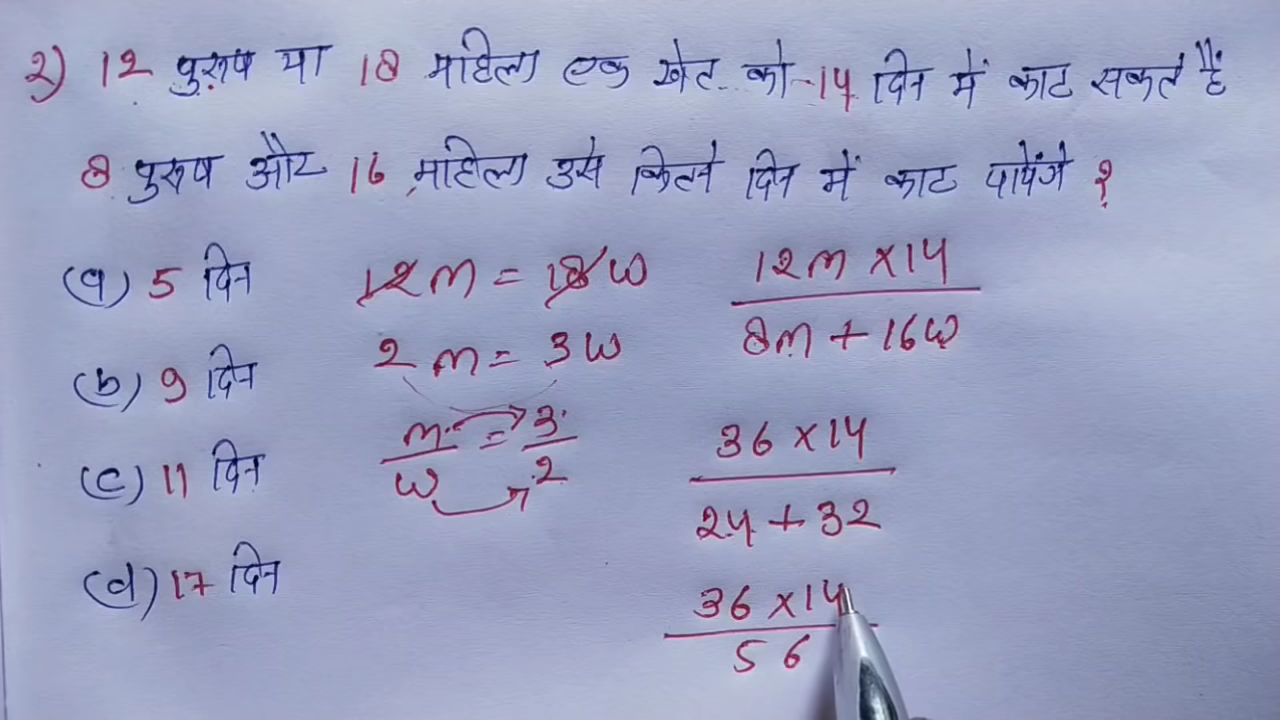 2) 12 पुरुष या 18 महिला एक खेत को 14 दिन में काट सकते हैं
8 पुरुष और 16 महिला उसे कितने दिन में काट पायेंगे ?
(a) 5 दिन
(b) 9 दिन
(c) 11 दिन
(d) 17 दिन
12m = 18w
2m = 3w
m/w = 3/2
12m × 14
8m + 16w
36 × 14
24 + 32
36 × 14
56